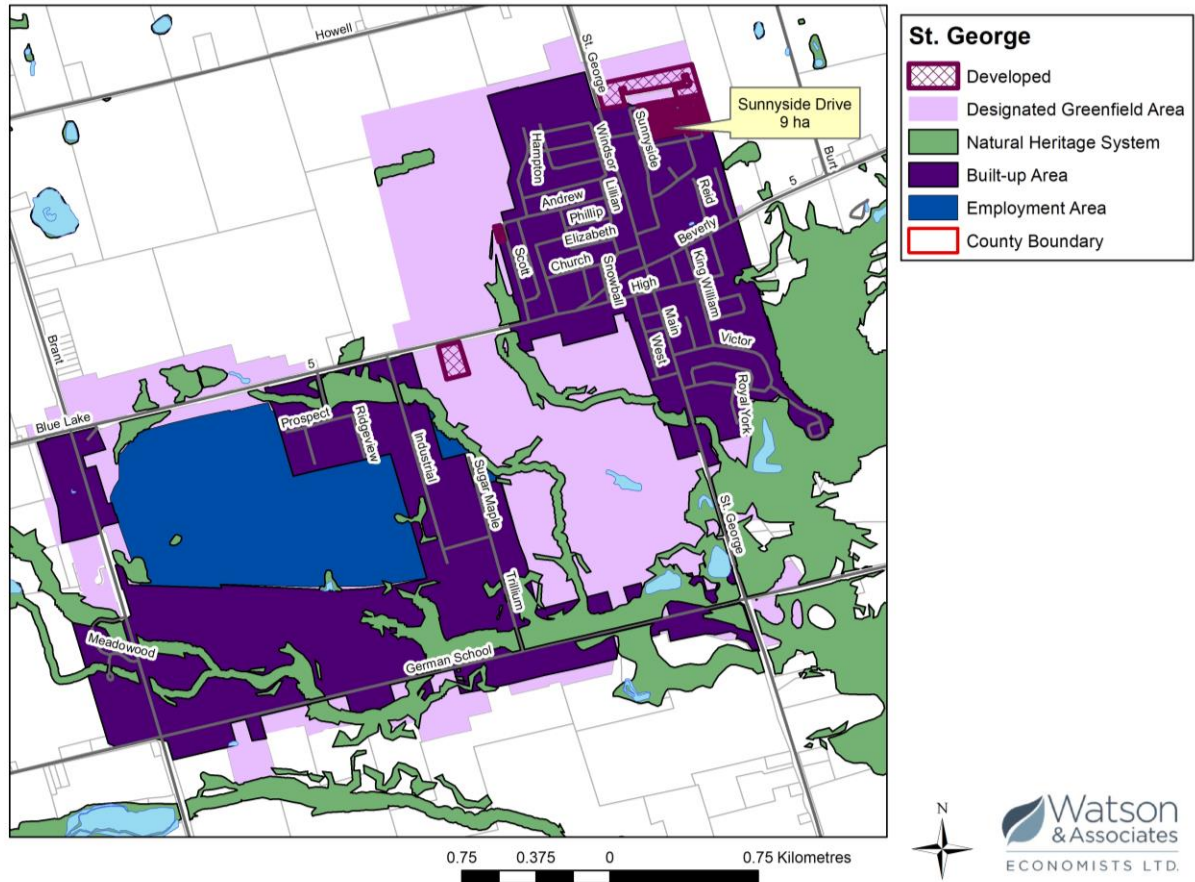 Howell
St. George
St. George
Developed
Designated Greenfield Area
Natural Heritage System
Built-up Area
Employment Area
County Boundary
Sunnyside Drive
9 ha
Hampton
Windsor
Sunnyside
Burt
5
Andrew
Lillian
Reid
Phillip
Elizabeth
Beverly
Scott
Church
Snowball
High
King William
Main
West
Victor
Royal York
Brant
5
Blue Lake
Prospect
Ridgeview
Industrial
Sugar Maple
St. George
Trillium
Meadowood
German School
0.75 0.375 0 0.75 Kilometres
N
Watson
& Associates
ECONOMISTS LTD.